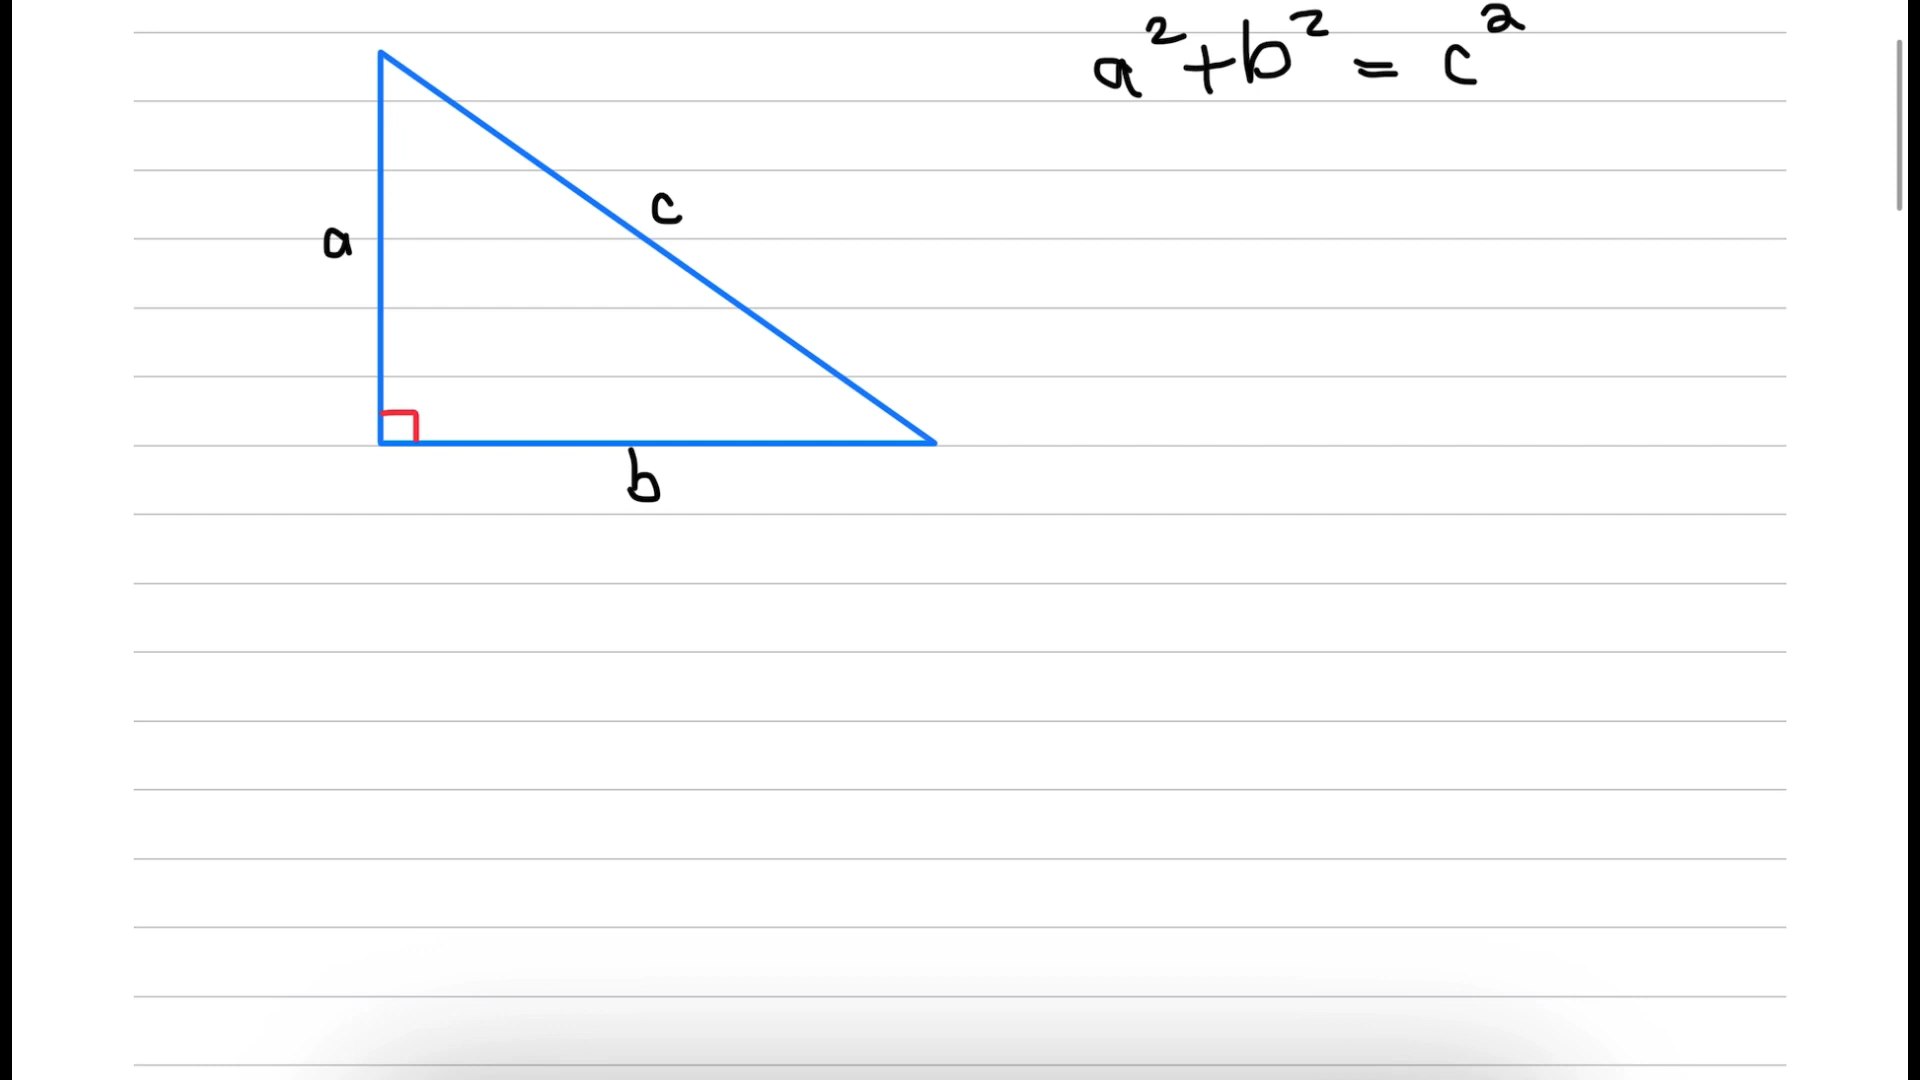 a²+b² = c²
c
a
b